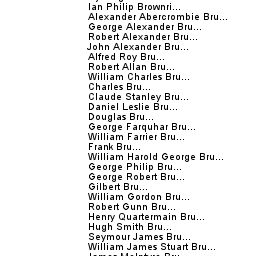 Ian Philip Brownri...
Alexander Abercrombie Bru...
George Alexander Bru...
Robert Alexander Bru...
John Alexander Bru...
Alfred Roy Bru...
Robert Allan Bru...
William Charles Bru...
Charles Bru...
Claude Stanley Bru...
Daniel Leslie Bru...
Douglas Bru...
George Farquhar Bru...
William Farrier Bru...
Frank Bru...
William Harold George Bru...
George Philip Bru...
George Robert Bru...
Gilbert Bru...
William Gordon Bru...
Robert Gunn Bru...
Henry Quartermain Bru...
Hugh Smith Bru...
Seymour James Bru...
William James Stuart Bru...
James McIntyre Bru...